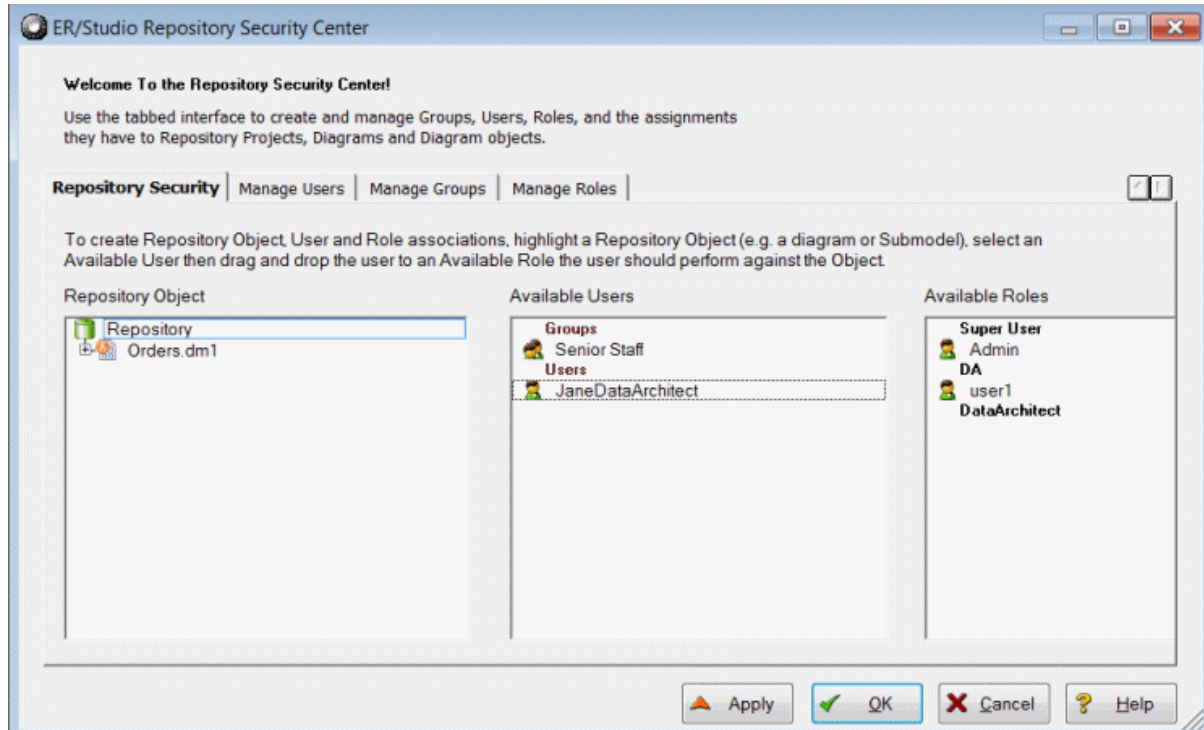 ER/Studio Repository Security Center
Welcome To the Repository Security Center!
Use the tabbed interface to create and manage Groups, Users, Roles, and the assignments
they have to Repository Projects, Diagrams and Diagram objects.
Repository Security Manage Users Manage Groups Manage Roles
To create Repository Object, User and Role associations, highlight a Repository Object (e.g. a diagram or Submodel), select an
Available User then drag and drop the user to an Available Role the user should perform against the Object.
Repository Object
Repository
Orders.dm1
Available Users
Groups
Senior Staff
Users
JaneDataArchitect
Available Roles
Super User
Admin
DA
user1
DataArchitect
Apply OK Cancel Help